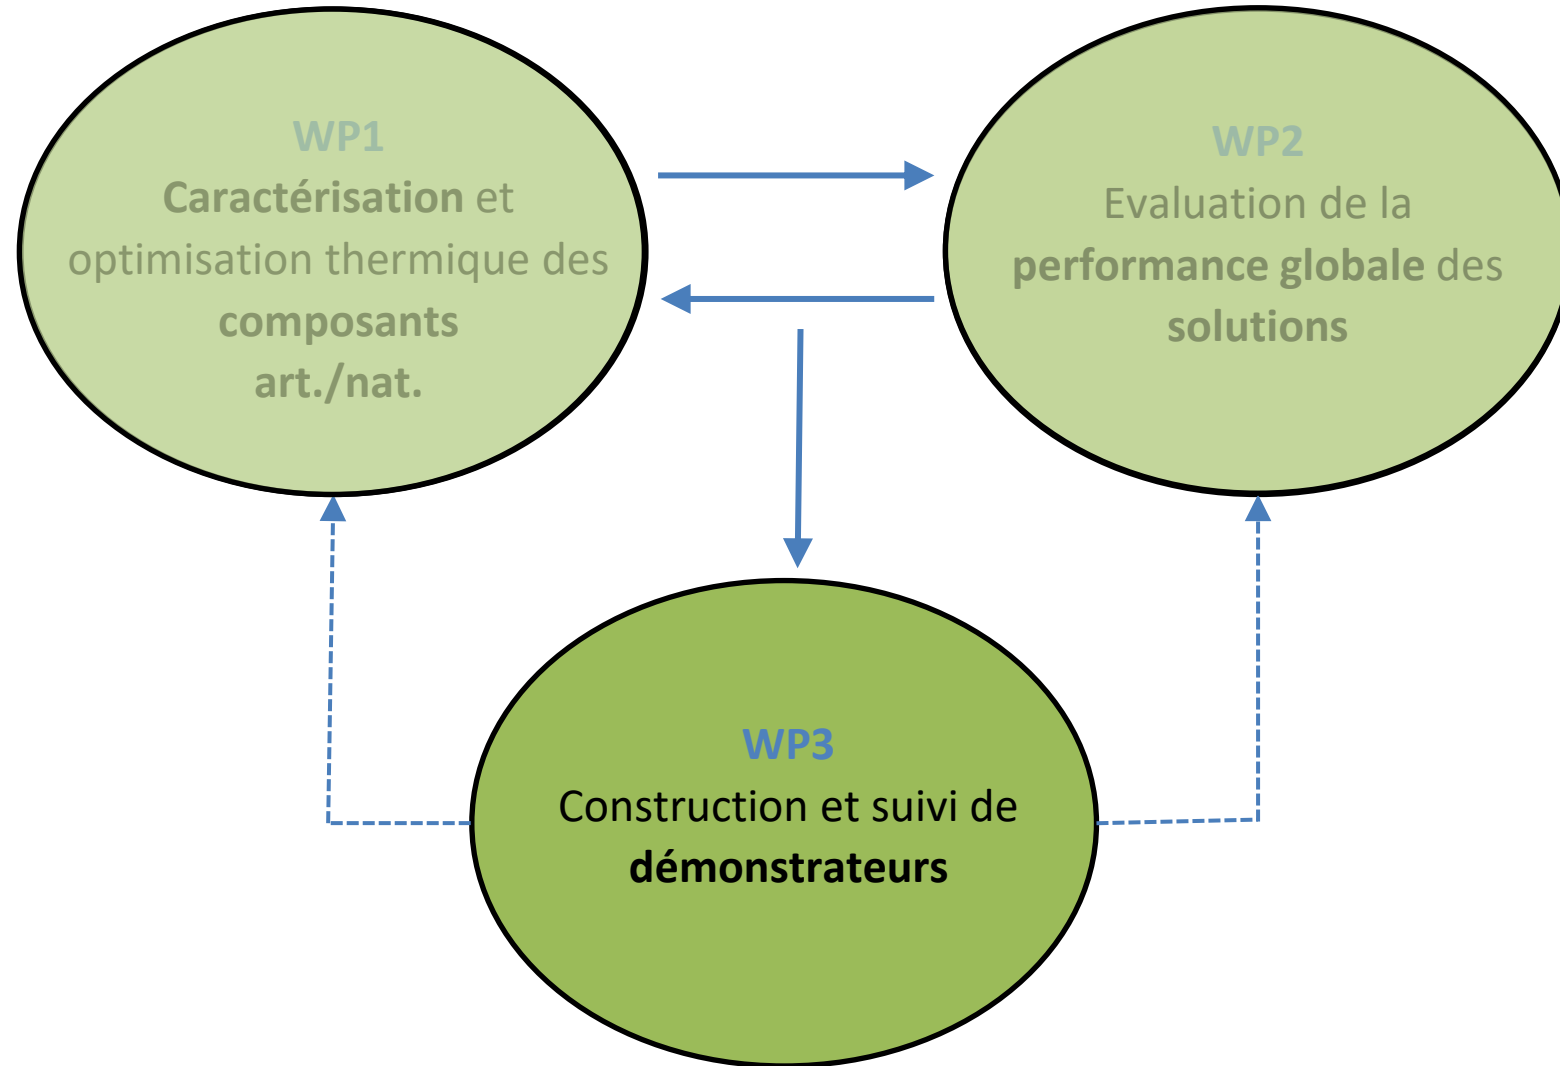 WP1
Caractérisation et
optimisation thermique des
composants
art./nat.
WP2
Evaluation de la
performance globale des
solutions
WP3
Construction et suivi de
démonstrateurs